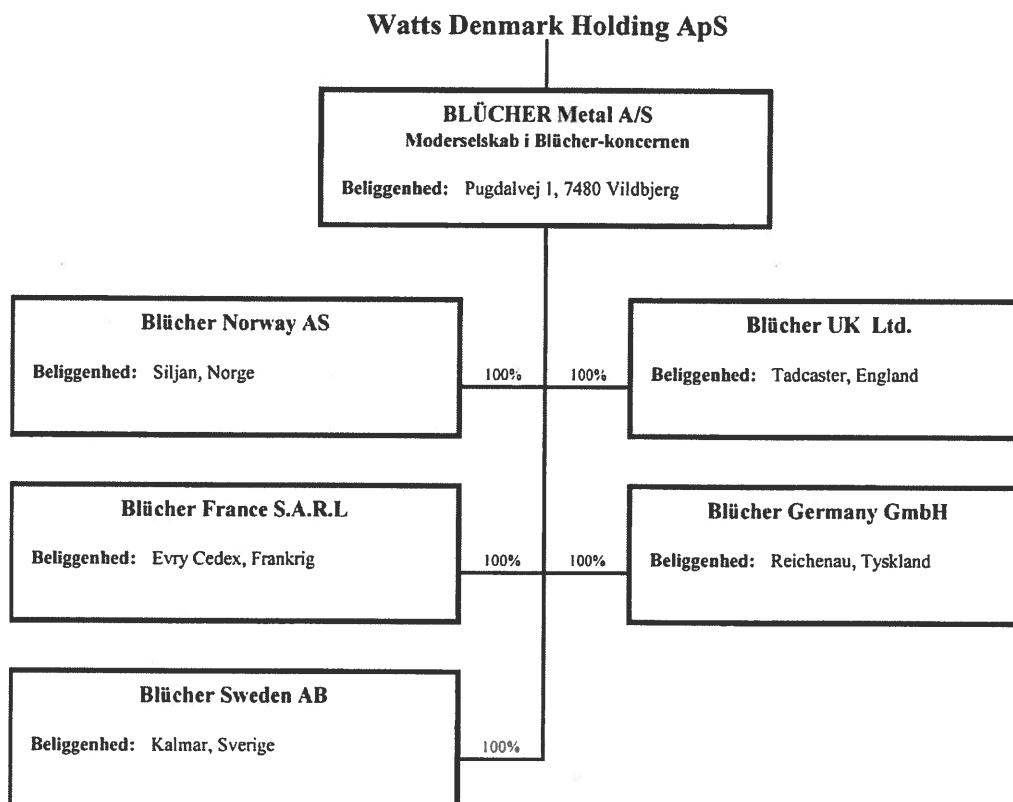 Watts Denmark Holding ApS
BLÜCHER Metal A/S
Moderselskab i Blücher-koncernen
Beliggenhed: Pugdalvej 1, 7480 Vildbjerg
Blücher Norway AS
Beliggenhed: Siljan, Norge
100%
100%
Blücher UK Ltd.
Beliggenhed: Tadcaster, England
Blücher France S.A.R.L
Beliggenhed: Evry Cedex, Frankrig
100%
100%
Blücher Germany GmbH
Beliggenhed: Reichenau, Tyskland
Blücher Sweden AB
Beliggenhed: Kalmar, Sverige
100%